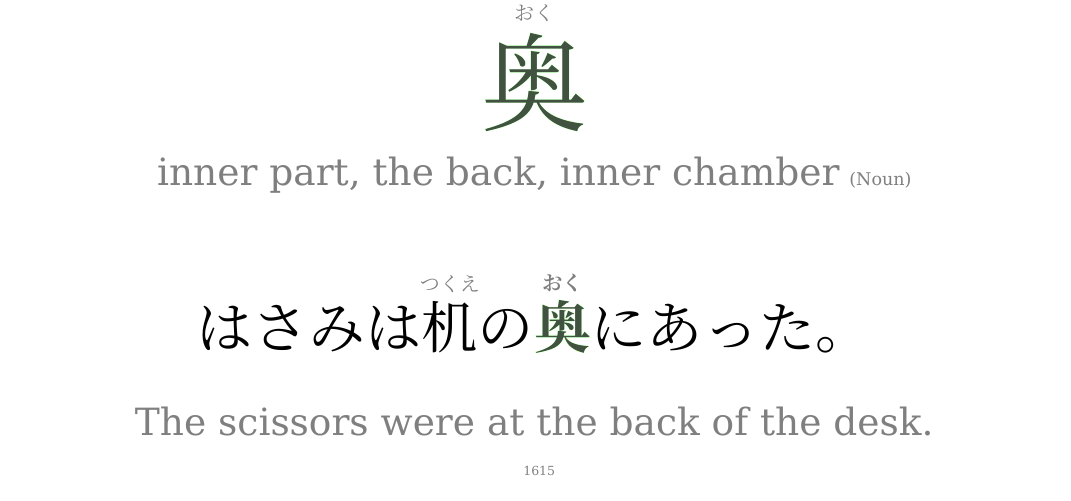 おく
奥
inner part, the back, inner chamber (Noun)
つくえ おく
はさみは机の奥にあった。
The scissors were at the back of the desk.
1615